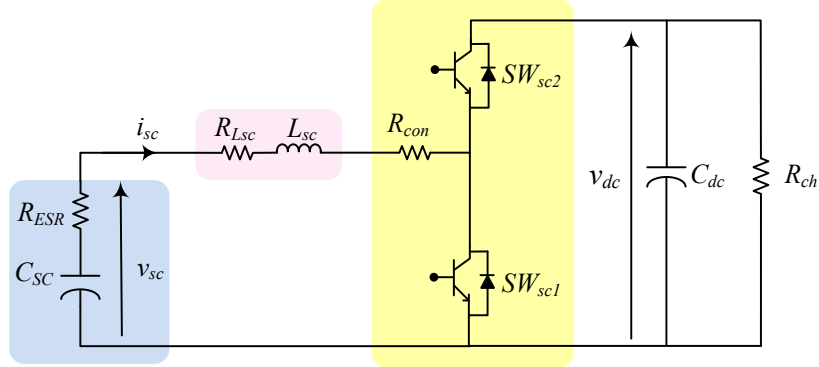 SW_sc2
i_sc
R_Lsc
L_sc
R_con
v_dc
C_dc
R_ch
R_ESR
C_SC
v_sc
SW_sc1